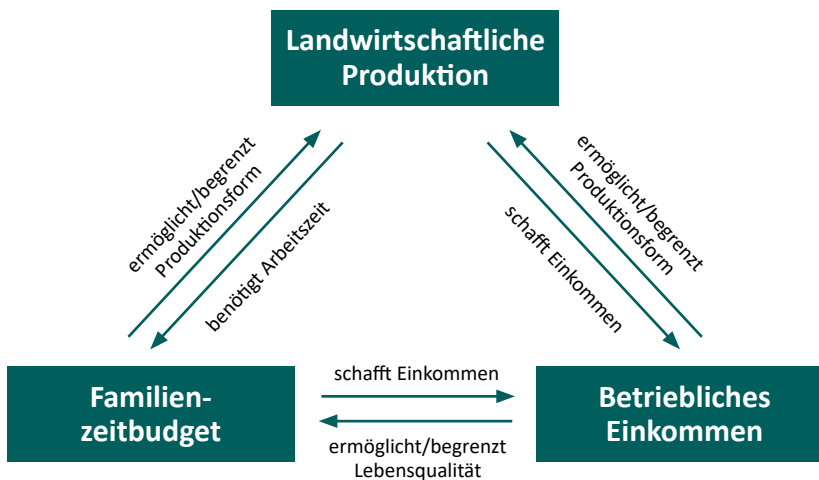 Landwirtschaftliche
Produktion
ermöglicht/begrenzt
Produktionsform
benötigt Arbeitszeit
schafft Einkommen
ermöglicht/begrenzt
Produktionsform
Familien-
zeitbudget
schafft Einkommen
ermöglicht/begrenzt
Lebensqualität
Betriebliches
Einkommen